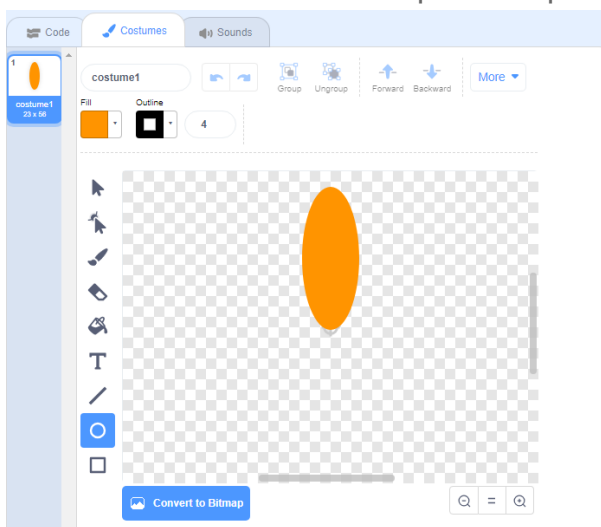 Code
Costumes
Sounds
1
costume1
23 x 56
costume1
Group
Ungroup
Forward
Backward
More
Fill
Outline
4
T
Convert to Bitmap